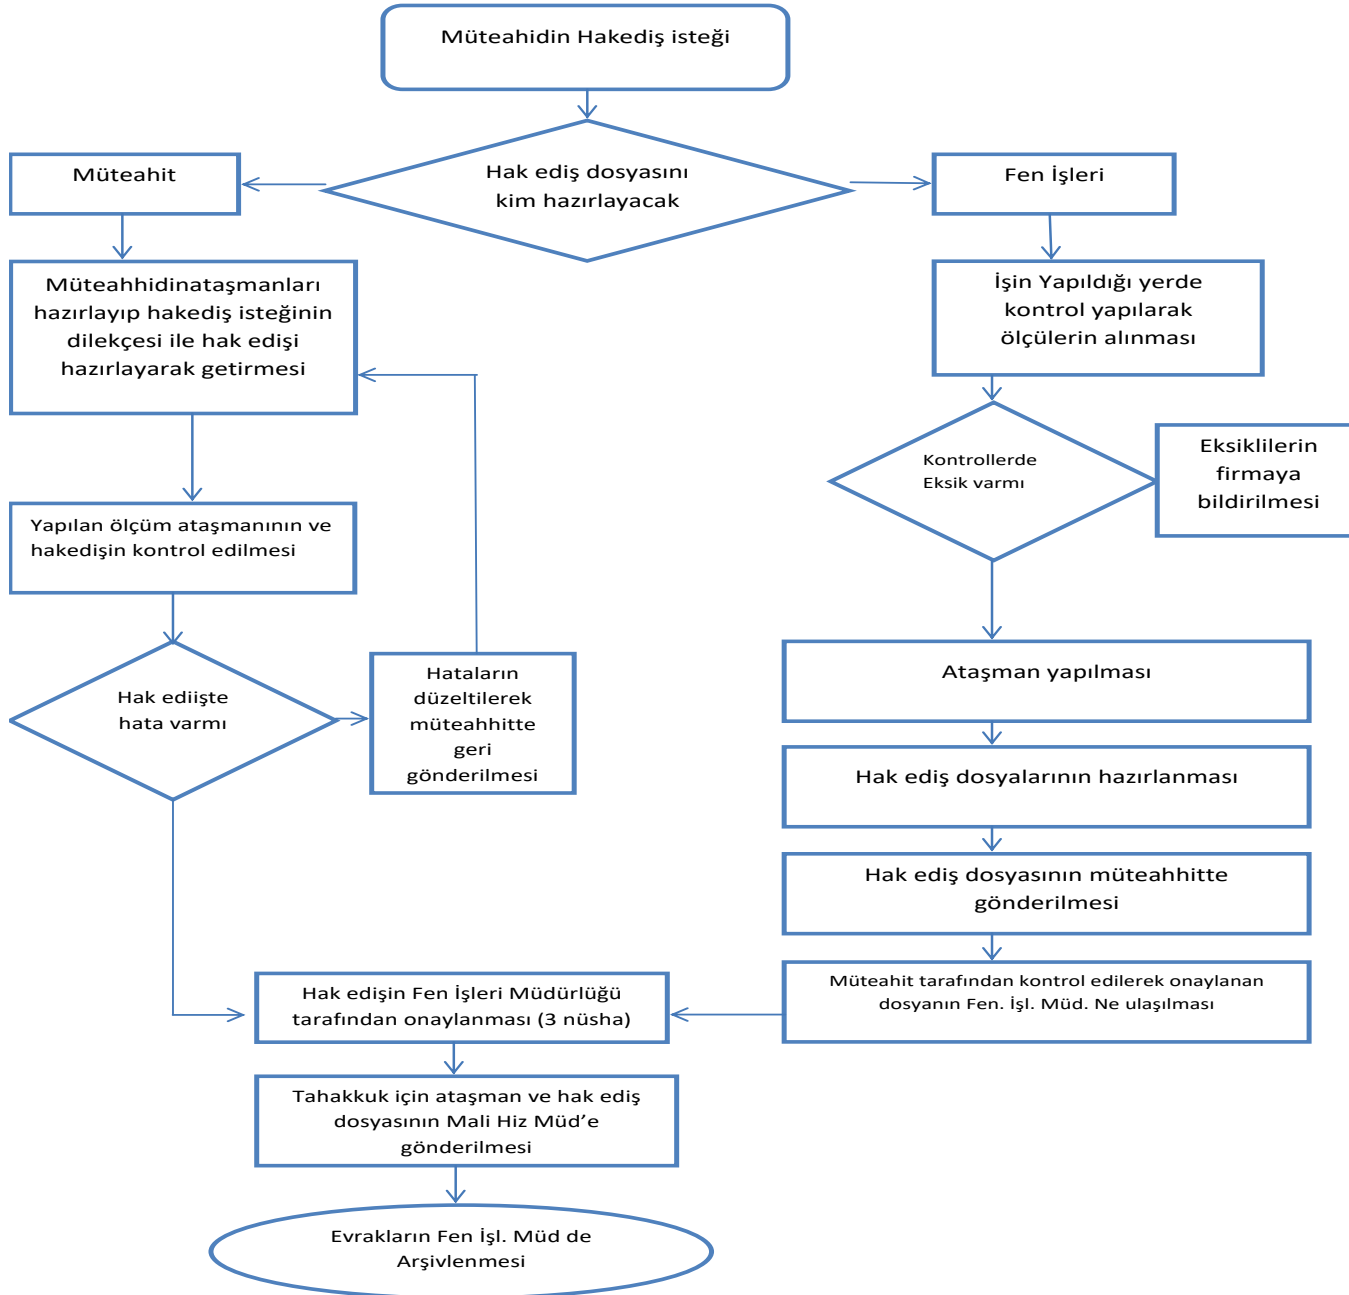 Müteahidin Hakediş isteği
Hak ediş dosyasını
kim hazırlayacak
Müteahit
Fen İşleri
Müteahhidinataşmanları
hazırlayıp hakediş isteğinin
dilekçesi ile hak edişi
hazırlayarak getirmesi
İşin Yapıldığı yerde
kontrol yapılarak
ölçülerin alınması
Kontrollerde
Eksik varmı
Eksiklilerin
firmaya
bildirilmesi
Yapılan ölçüm ataşmanının ve
hakedişin kontrol edilmesi
Hak ediişte
hata varmı
Hataların
düzeltilerek
müteahhitte
geri
gönderilmesi
Ataşman yapılması
Hak ediş dosyalarının hazırlanması
Hak ediş dosyasının müteahhitte
gönderilmesi
Müteahit tarafından kontrol edilerek onaylanan
dosyanın Fen. İşl. Müd. Ne ulaşılması
Hak edişin Fen İşleri Müdürlüğü
tarafından onaylanması (3 nüsha)
Tahakkuk için ataşman ve hak ediş
dosyasının Mali Hiz Müd’e
gönderilmesi
Evrakların Fen İşl. Müd de
Arşivlenmesi